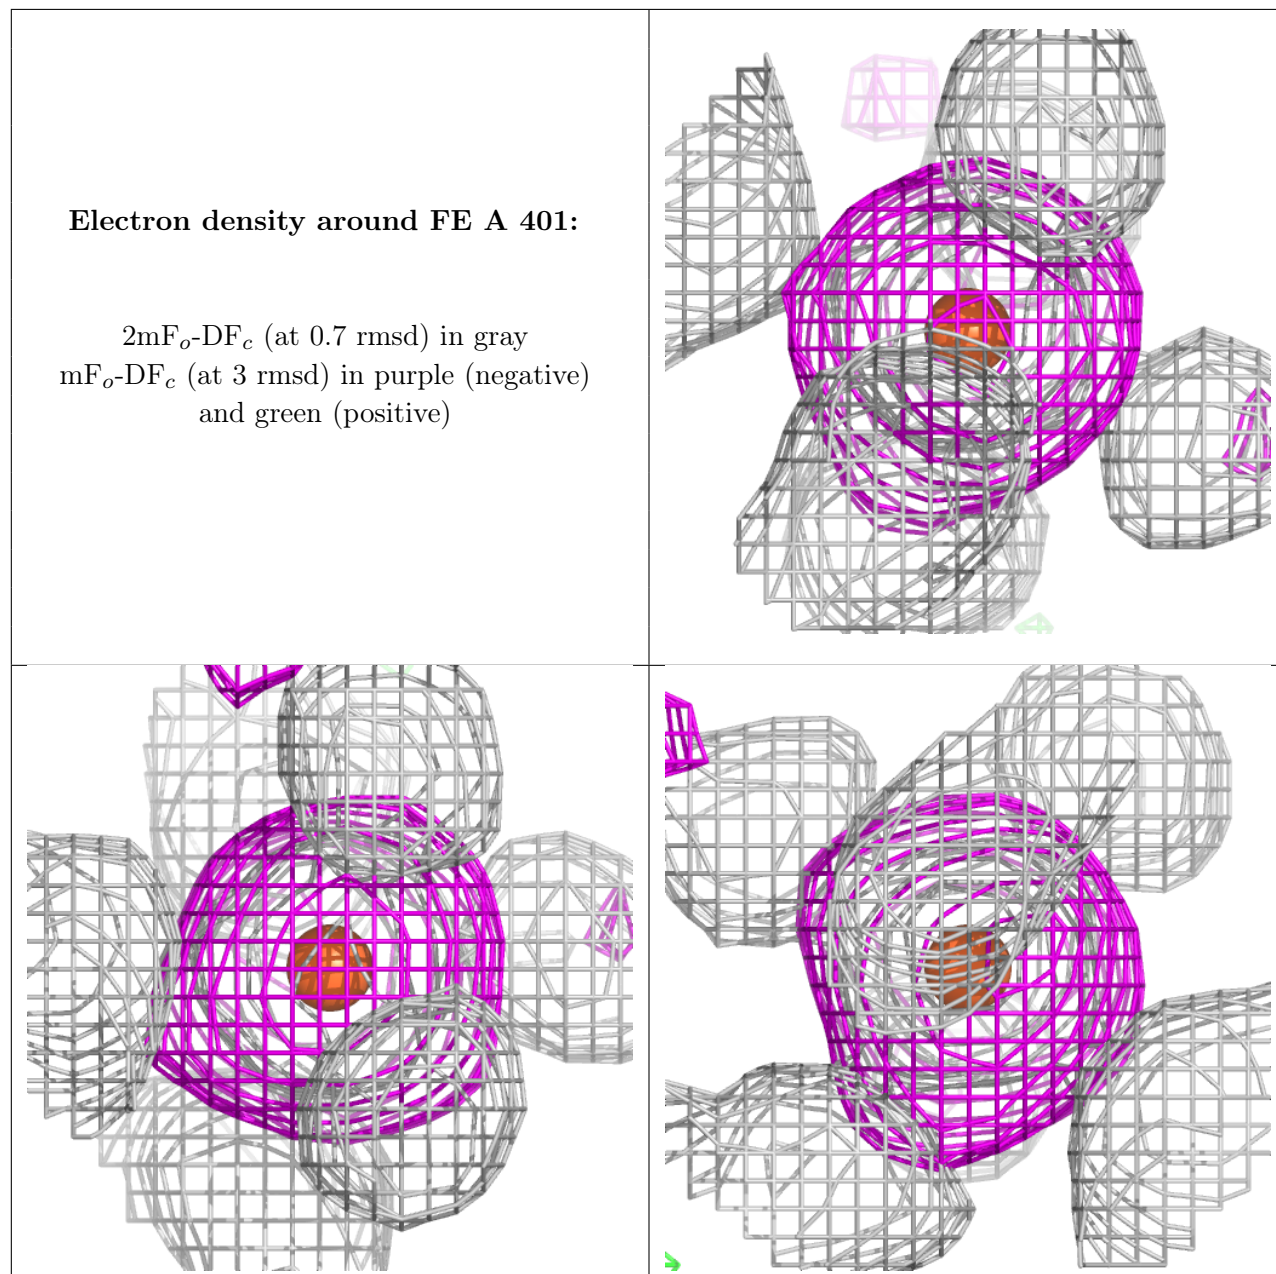 Electron density around FE A 401:
2mFo-DFc (at 0.7 rmsd) in gray
mFo-DFc (at 3 rmsd) in purple (negative)
and green (positive)